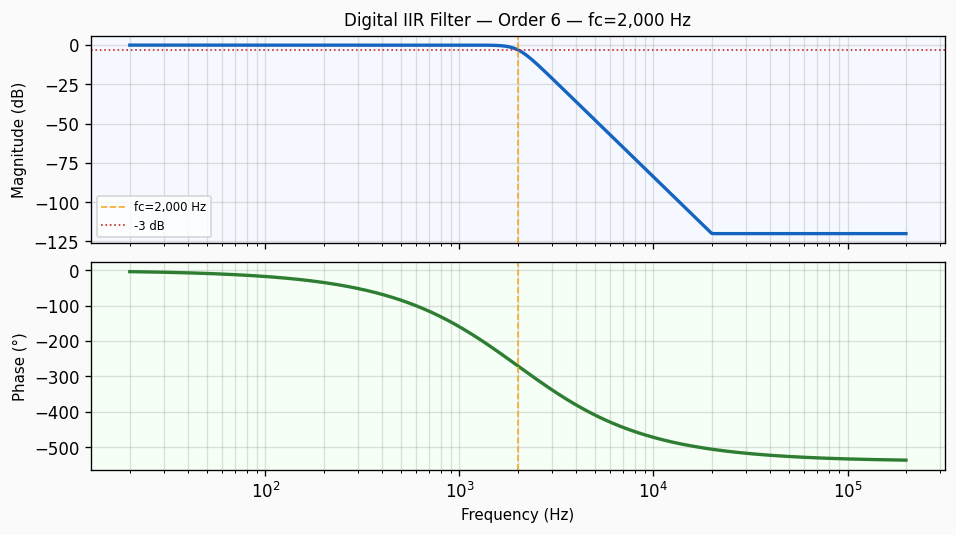 Digital IIR Filter — Order 6 — fc=2,000 Hz
Magnitude (dB)
0
−25
−50
−75
−100
−125
fc=2,000 Hz
-3 dB
Phase (°)
0
−100
−200
−300
−400
−500
10² 10³ 10⁴ 10⁵
Frequency (Hz)